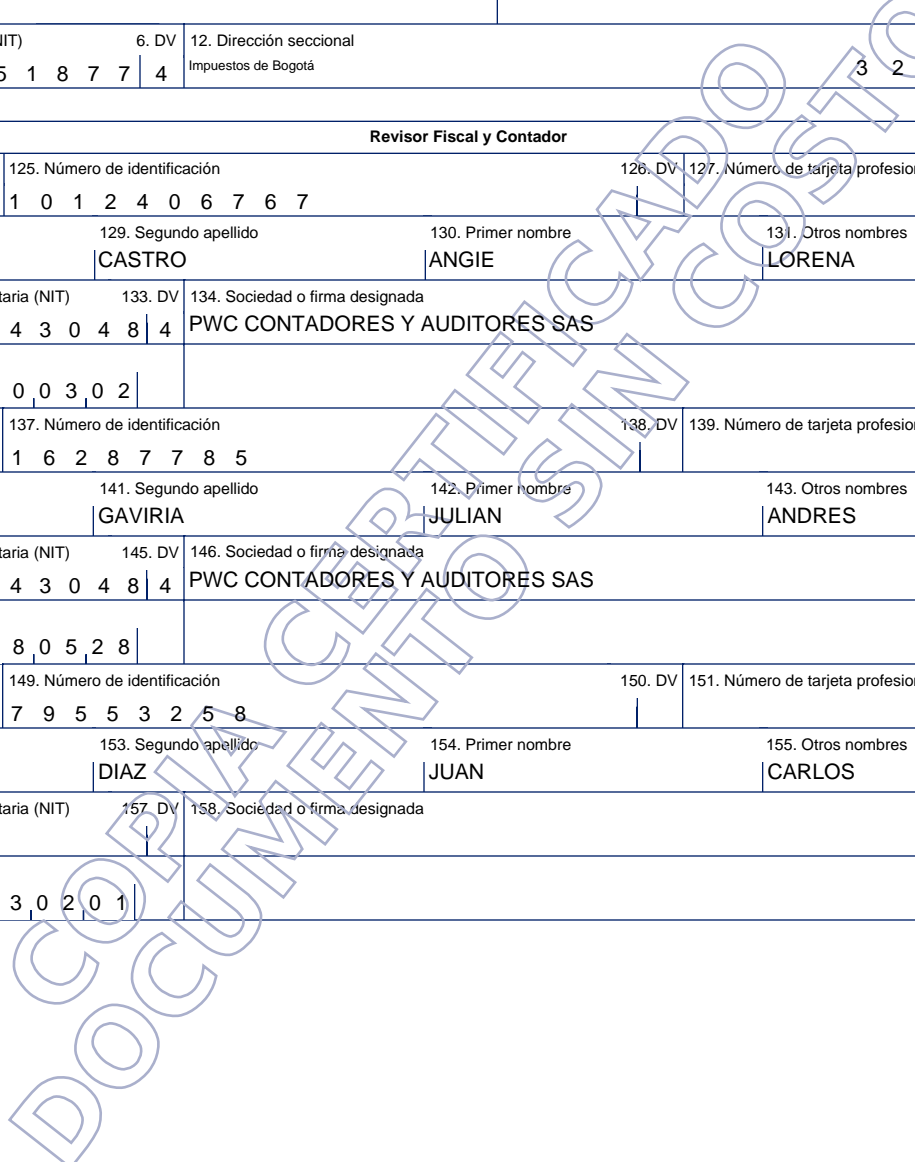 NIT) 6. DV 12. Dirección seccional
5 1 8 7 7 4 Impuestos de Bogotá 3 2
Revisor Fiscal y Contador
125. Número de identificación 126. DV 127. Número de tarjeta profesion
1 0 1 2 4 0 6 7 6 7
129. Segundo apellido 130. Primer nombre 131. Otros nombres
CASTRO ANGIE LORENA
taria (NIT) 133. DV 134. Sociedad o firma designada
4 3 0 4 8 4 PWC CONTADORES Y AUDITORES SAS
0 0 3 0 2
137. Número de identificación 138. DV 139. Número de tarjeta profesion
1 6 2 8 7 7 8 5
141. Segundo apellido 142. Primer nombre 143. Otros nombres
GAVIRIA JULIAN ANDRES
taria (NIT) 145. DV 146. Sociedad o firma designada
4 3 0 4 8 4 PWC CONTADORES Y AUDITORES SAS
8 0 5 2 8
149. Número de identificación 150. DV 151. Número de tarjeta profesion
7 9 5 5 3 2 5 8
153. Segundo apellido 154. Primer nombre 155. Otros nombres
DIAZ JUAN CARLOS
taria (NIT) 157. DV 158. Sociedad o firma designada
3 0 2 0 1
COPIA CERTIFICADO
DOCUMENTO SIN COSTO